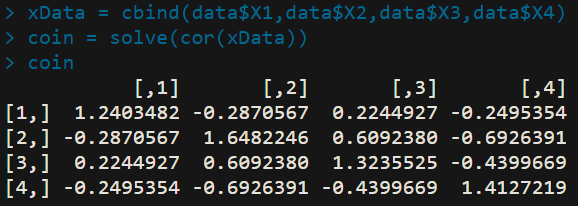 > xData = cbind(data$X1,data$X2,data$X3,data$X4)
> coin = solve(cor(xData))
> coin
[,1] [,2] [,3] [,4]
[1,] 1.2403482 -0.2870567 0.2244927 -0.2495354
[2,] -0.2870567 1.6482246 0.6092380 -0.6926391
[3,] 0.2244927 0.6092380 1.3235525 -0.4399669
[4,] -0.2495354 -0.6926391 -0.4399669 1.4127219